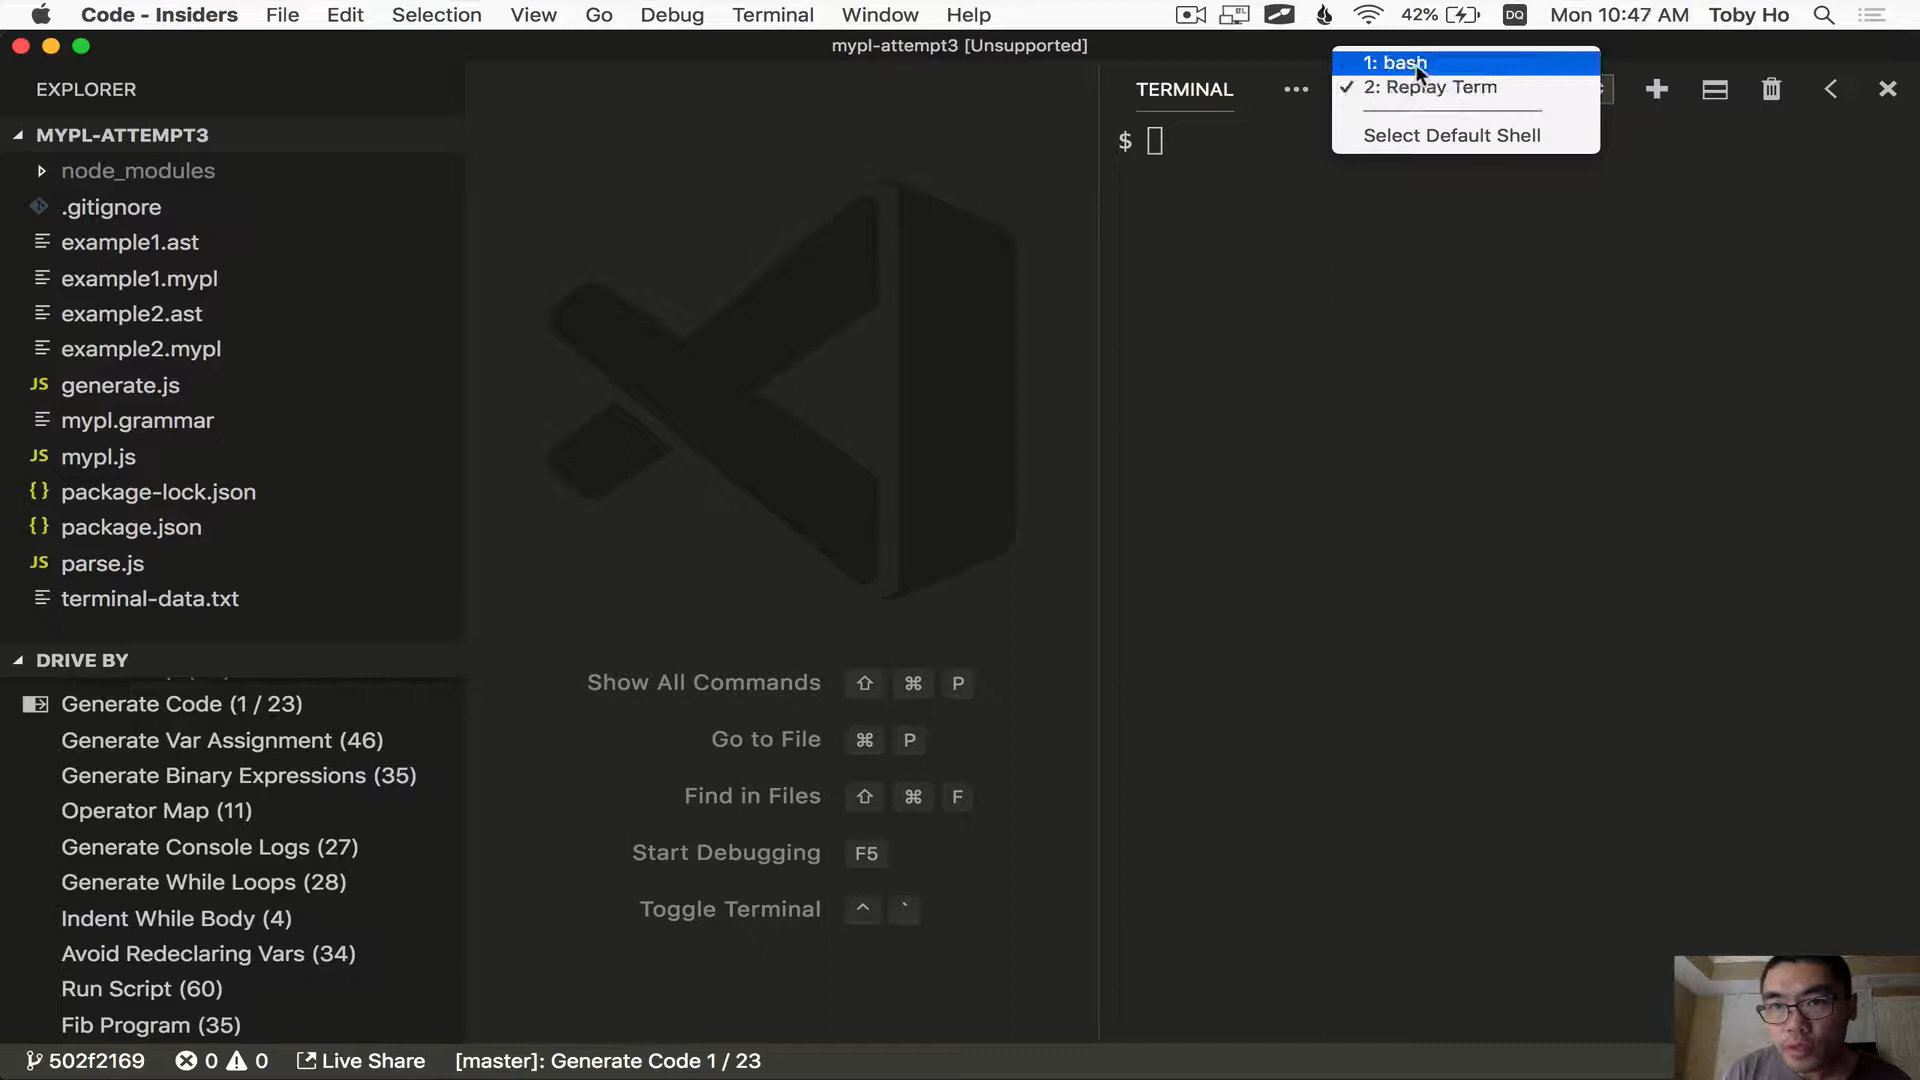 Code - Insiders File Edit Selection View Go Debug Terminal Window Help 42% DQ Mon 10:47 AM Toby Ho
mypl-attempt3 [Unsupported]
EXPLORER
MYPL-ATTEMPT3
node_modules
.gitignore
example1.ast
example1.mypl
example2.ast
example2.mypl
JS generate.js
mypl.grammar
JS mypl.js
{} package-lock.json
{} package.json
JS parse.js
terminal-data.txt
DRIVE BY
Generate Code (1 / 23)
Generate Var Assignment (46)
Generate Binary Expressions (35)
Operator Map (11)
Generate Console Logs (27)
Generate While Loops (28)
Indent While Body (4)
Avoid Redeclaring Vars (34)
Run Script (60)
Fib Program (35)
Show All Commands ⇧ ⌘ P
Go to File ⌘ P
Find in Files ⇧ ⌘ F
Start Debugging F5
Toggle Terminal ^ `
TERMINAL ···
1: bash
✓ 2: Replay Term
Select Default Shell
$
502f2169 0 0 Live Share [master]: Generate Code 1 / 23